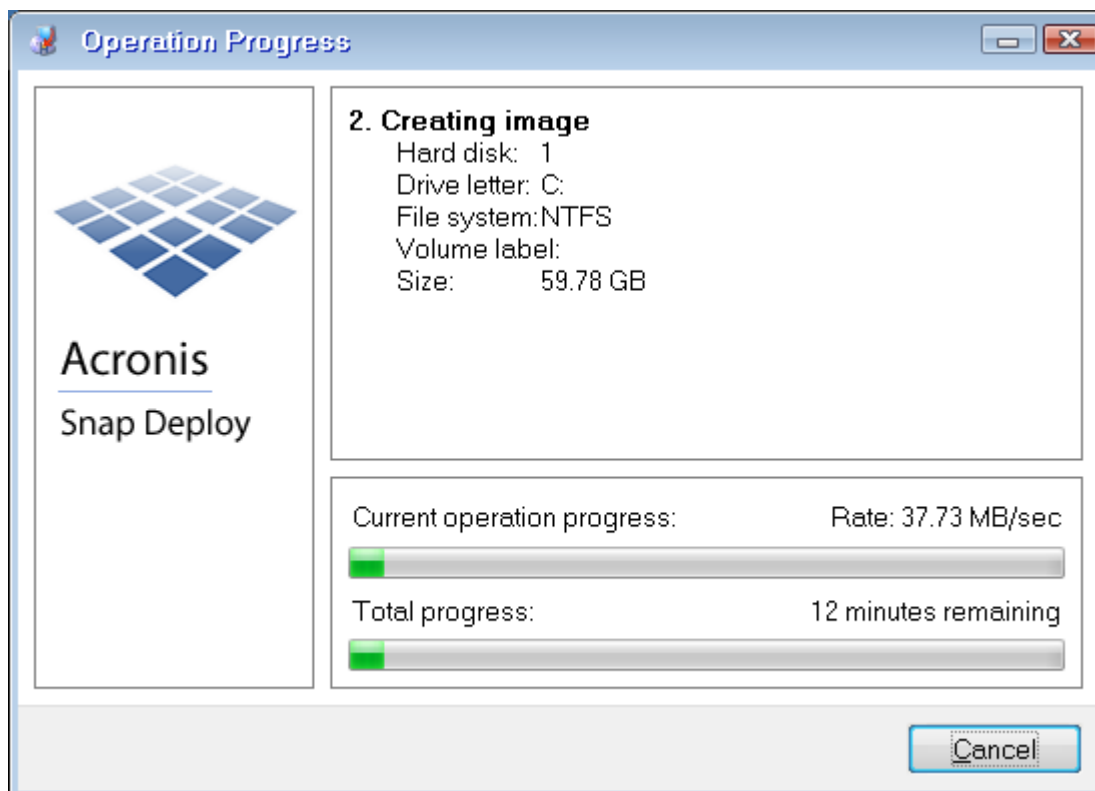 Operation Progress
Acronis
Snap Deploy
2. Creating image
Hard disk: 1
Drive letter: C:
File system:NTFS
Volume label:
Size: 59.78 GB
Current operation progress: Rate: 37.73 MB/sec
Total progress: 12 minutes remaining
Cancel